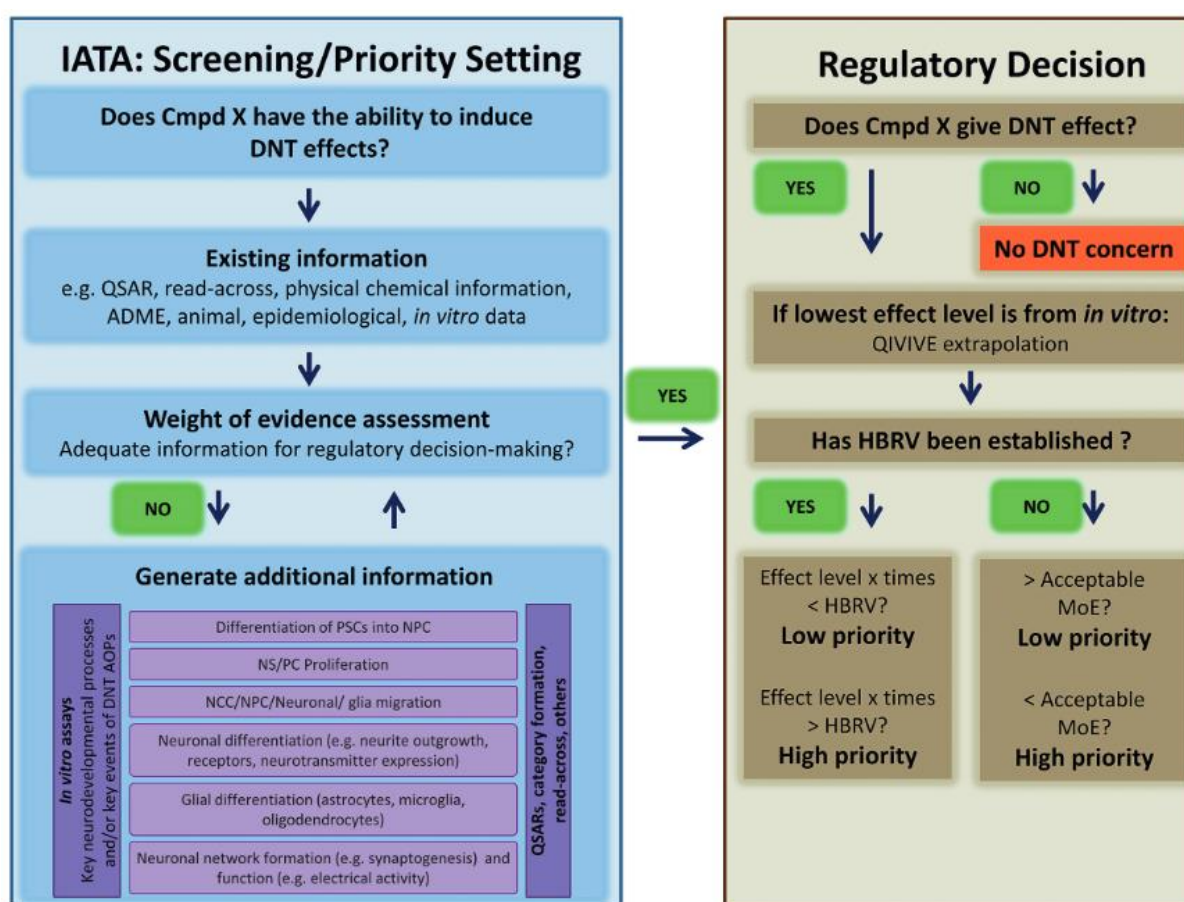 IATA: Screening/Priority Setting
Does Cmpd X have the ability to induce
DNT effects?
Existing information
e.g. QSAR, read-across, physical chemical information,
ADME, animal, epidemiological, in vitro data
Weight of evidence assessment
Adequate information for regulatory decision-making?
NO
Generate additional information
In vitro assays
Key neurodevelopmental processes
and/or key events of DNT AOPs
Differentiation of PSCs into NPC
NS/PC Proliferation
NCC/NPC/Neuronal/ glia migration
Neuronal differentiation (e.g. neurite outgrowth,
receptors, neurotransmitter expression)
Glial differentiation (astrocytes, microglia,
oligodendrocytes)
Neuronal network formation (e.g. synaptogenesis) and
function (e.g. electrical activity)
QSARs, category formation,
read-across, others
YES
Regulatory Decision
Does Cmpd X give DNT effect?
YES
NO
No DNT concern
If lowest effect level is from in vitro:
QIVIVE extrapolation
Has HBRV been established ?
YES
NO
Effect level x times
< HBRV?
Low priority
Effect level x times
> HBRV?
High priority
> Acceptable
MoE?
Low priority
< Acceptable
MoE?
High priority